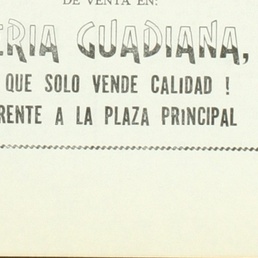 DE VENTA EN:
ERIA GUADIANA,
QUE SOLO VENDE CALIDAD !
RENTE A LA PLAZA PRINCIPAL